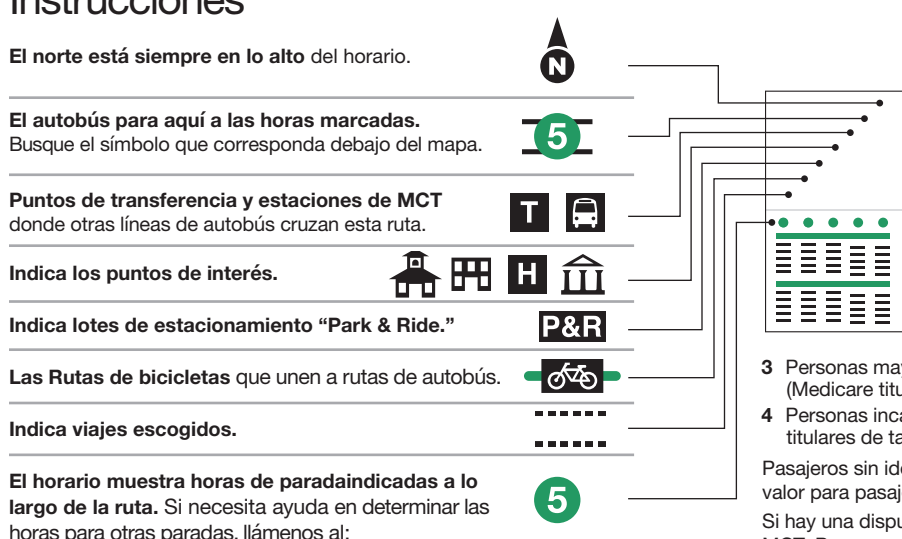 Instrucciones
El norte está siempre en lo alto del horario.
N
El autobús para aquí a las horas marcadas.
Busque el símbolo que corresponda debajo del mapa.
5
Puntos de transferencia y estaciones de MCT
donde otras líneas de autobús cruzan esta ruta.
T
Indica los puntos de interés.
H
Indica lotes de estacionamiento “Park & Ride.”
P&R
Las Rutas de bicicletas que unen a rutas de autobús.
Indica viajes escogidos.
El horario muestra horas de paradaindicadas a lo
largo de la ruta. Si necesita ayuda en determinar las
horas para otras paradas, llámenos al:
5
3 Personas may
(Medicare titu
4 Personas inca
titulares de ta
Pasajeros sin ide
valor para pasaj
Si hay una dispu